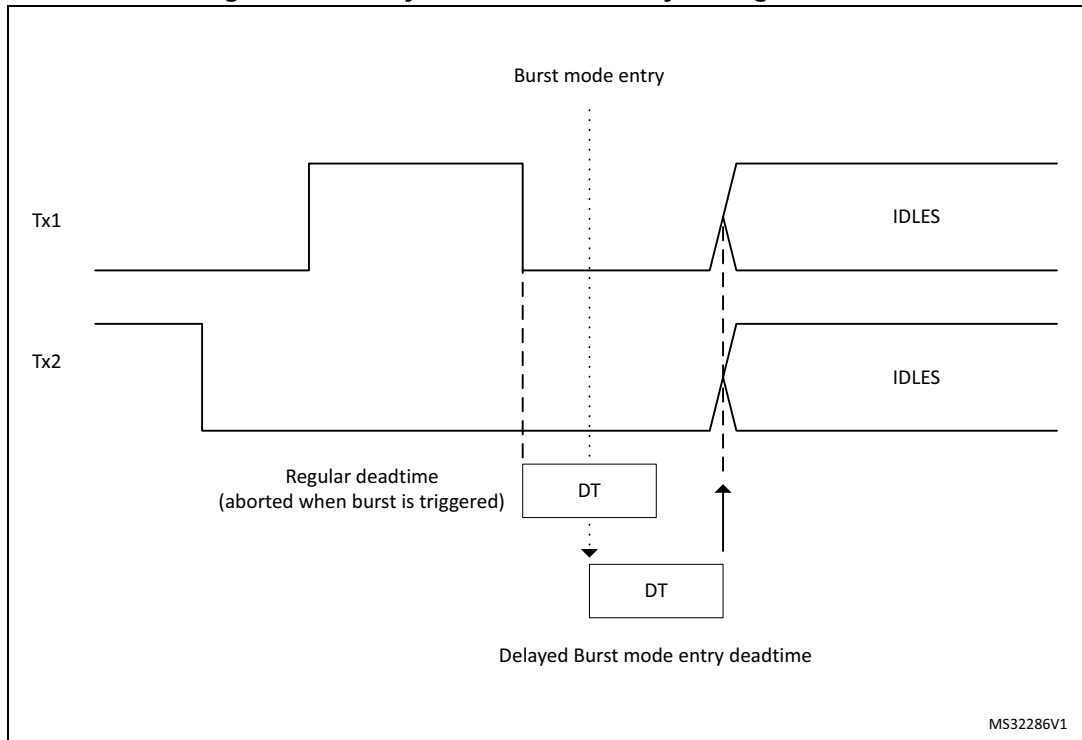 Burst mode entry
Tx1
IDLES
Tx2
IDLES
Regular deadtime
(aborted when burst is triggered)
DT
DT
Delayed Burst mode entry deadtime
MS32286V1